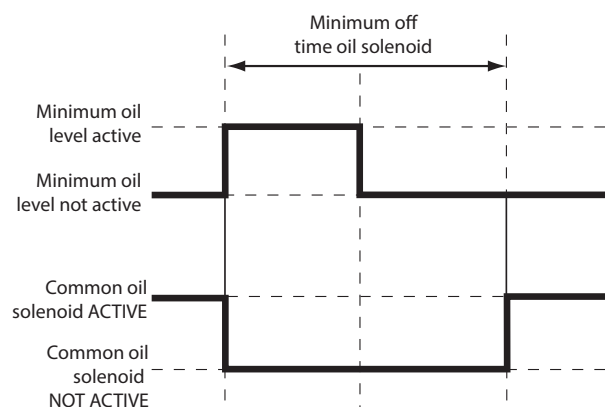 Minimum off
time oil solenoid
Minimum oil
level active
Minimum oil
level not active
Common oil
solenoid ACTIVE
Common oil
solenoid
NOT ACTIVE